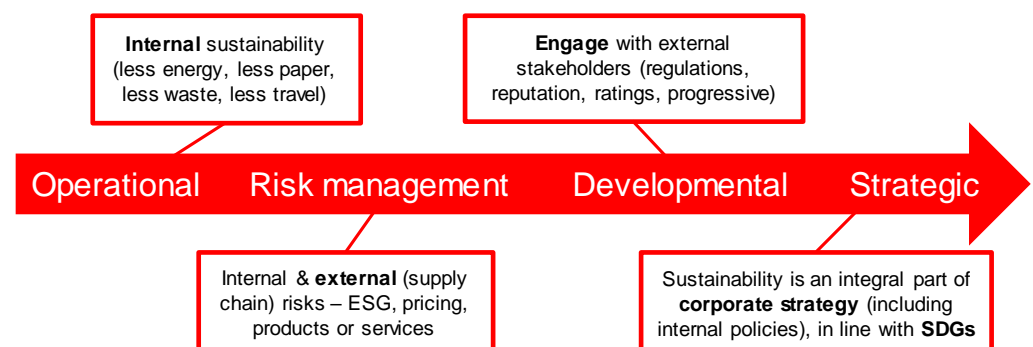 Internal sustainability
(less energy, less paper,
less waste, less travel)
Engage with external
stakeholders (regulations,
reputation, ratings, progressive)
Operational
Risk management
Developmental
Strategic
Internal & external (supply
chain) risks – ESG, pricing,
products or services
Sustainability is an integral part of
corporate strategy (including
internal policies), in line with SDGs